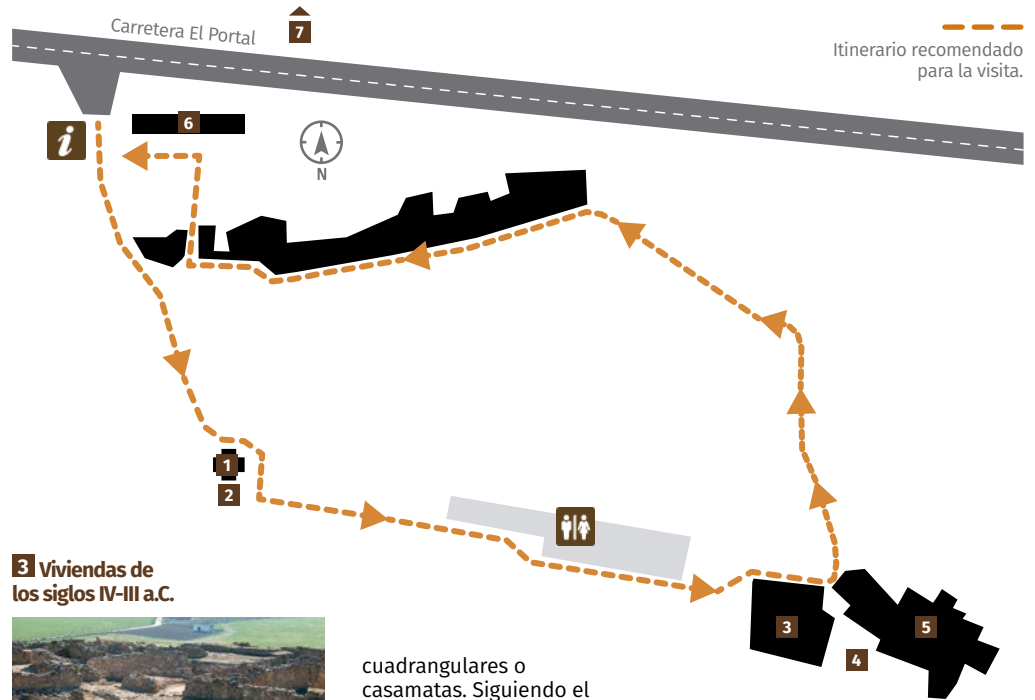 Carretera El Portal
7
Itinerario recomendado
para la visita.
i
6
N
1
2
3
5
4
3 Viviendas de
los siglos IV-III a.C.
cuadrangulares o
casamatas. Siguiendo el